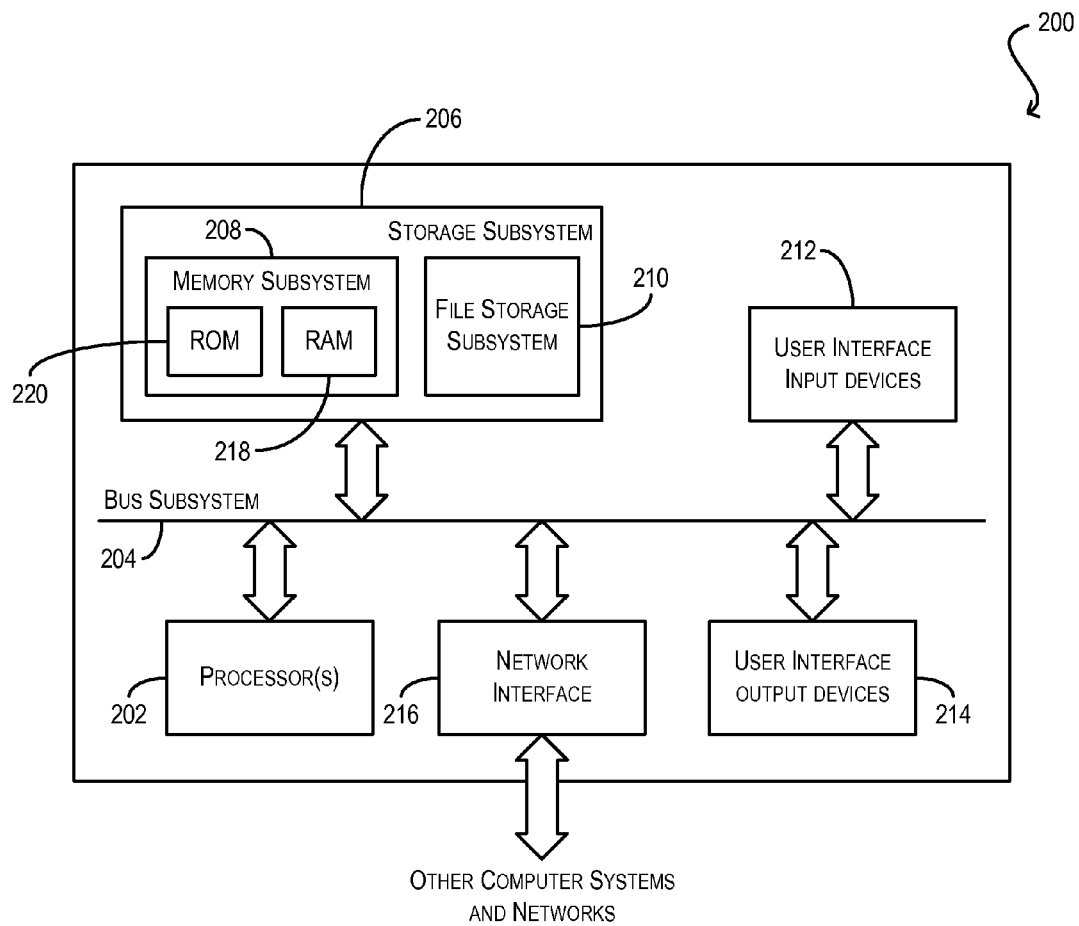 200
206
STORAGE SUBSYSTEM
208
MEMORY SUBSYSTEM
ROM
RAM
FILE STORAGE
SUBSYSTEM
210
220
218
212
USER INTERFACE
INPUT DEVICES
BUS SUBSYSTEM
204
PROCESSOR(S)
202
NETWORK
INTERFACE
216
USER INTERFACE
OUTPUT DEVICES
214
OTHER COMPUTER SYSTEMS
AND NETWORKS